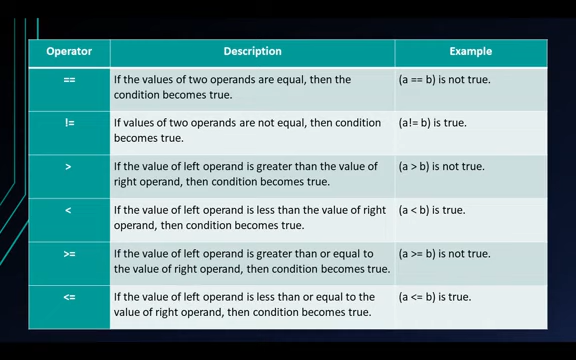 Operator Description Example
== If the values of two operands are equal, then the (a == b) is not true.
condition becomes true.
!= If values of two operands are not equal, then condition (a!= b) is true.
becomes true.
> If the value of left operand is greater than the value of (a > b) is not true.
right operand, then condition becomes true.
< If the value of left operand is less than the value of right (a < b) is true.
operand, then condition becomes true.
>= If the value of left operand is greater than or equal to (a >= b) is not true.
the value of right operand, then condition becomes true.
<= If the value of left operand is less than or equal to the (a <= b) is true.
value of right operand, then condition becomes true.